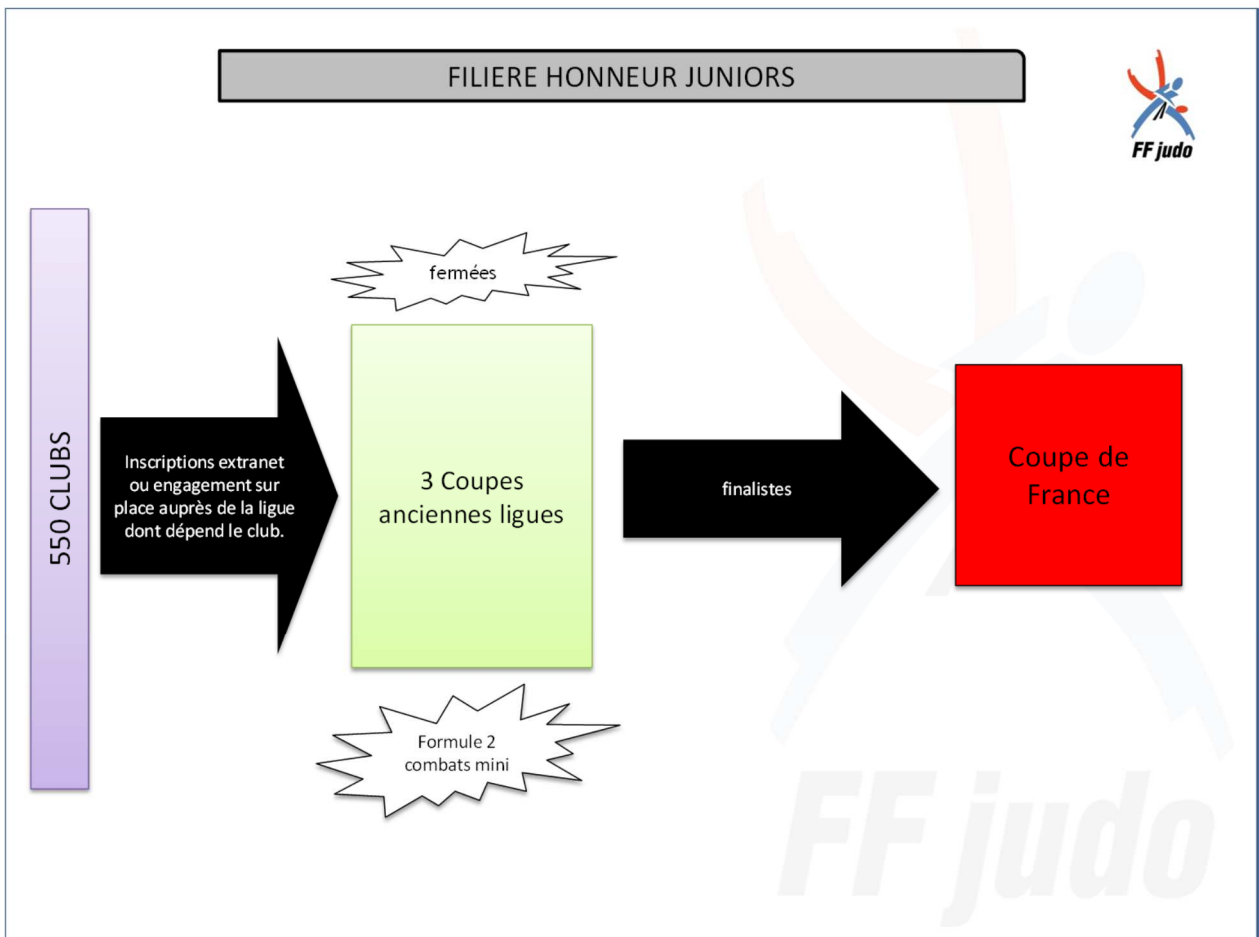 FILIERE HONNEUR JUNIORS
FF judo
fermées
550 CLUBS
Inscriptions extranet
ou engagement sur
place auprès de la ligue
dont dépend le club.
3 Coupes
anciennes ligues
finalistes
Coupe de
France
Formule 2
combats mini
FF judo